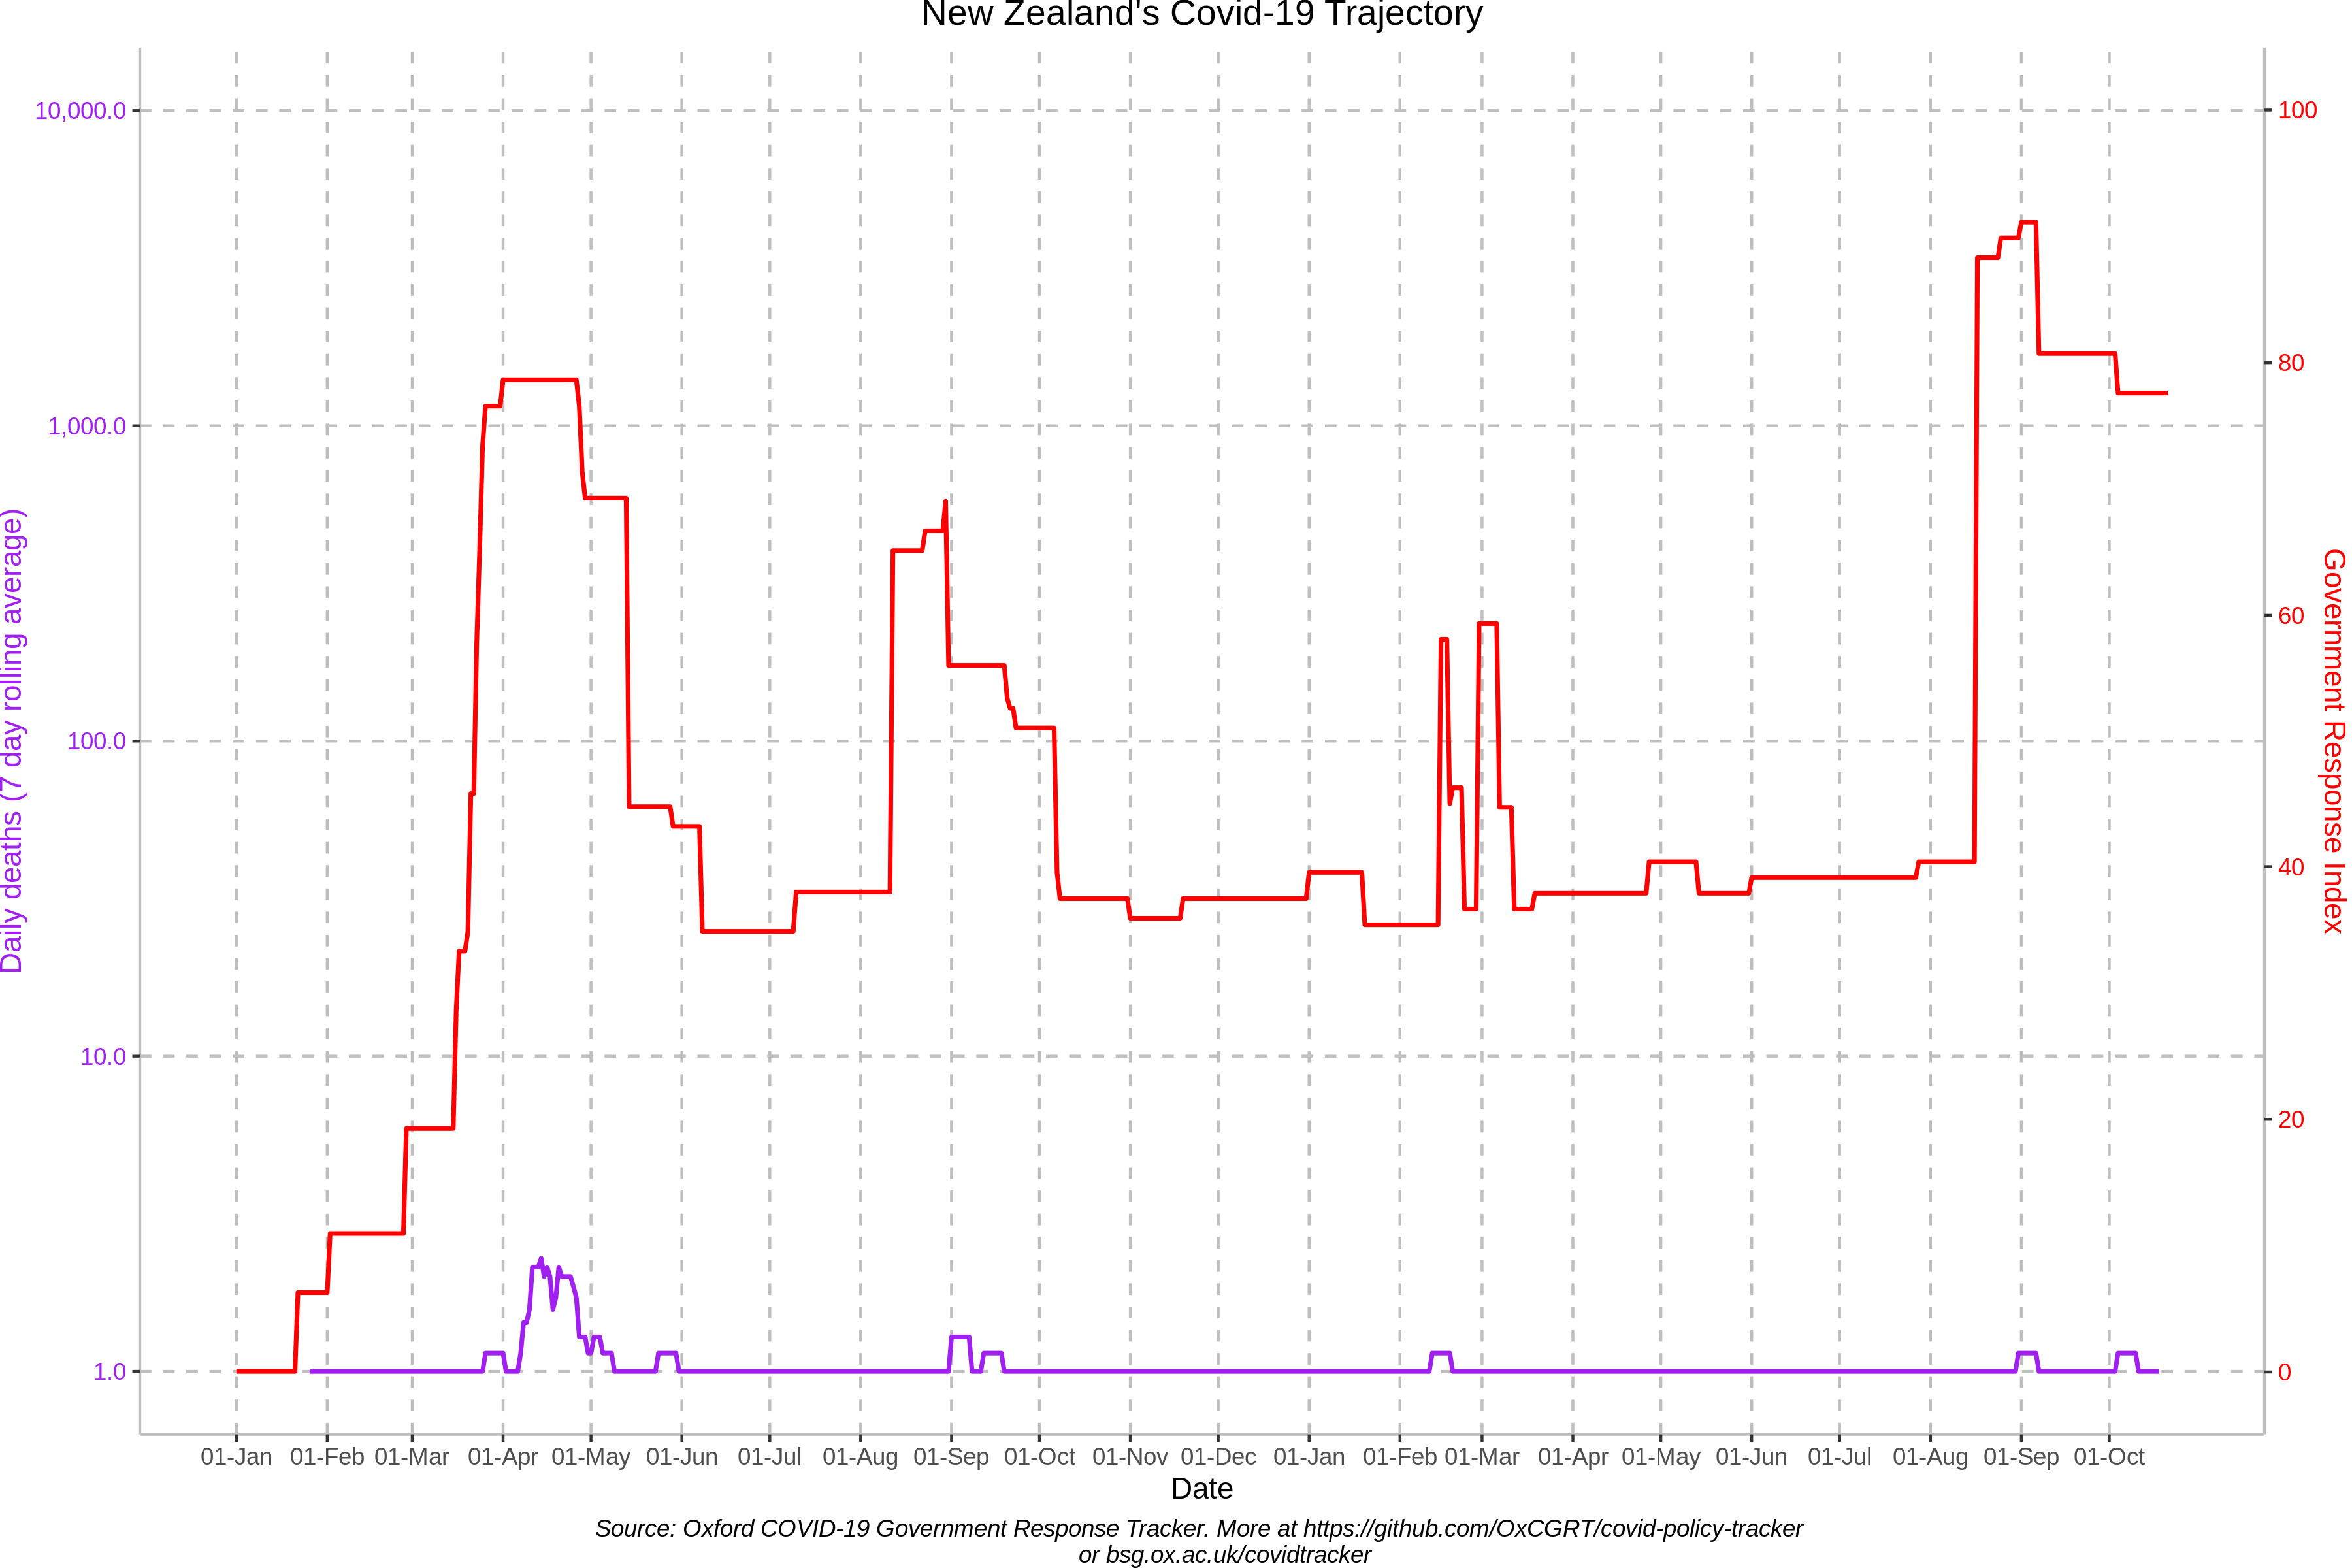 New Zealand's Covid-19 Trajectory
10,000.0
1,000.0
100.0
10.0
1.0
Daily deaths (7 day rolling average)
100
80
60
40
20
0
Government Response Index
01-Jan 01-Feb 01-Mar 01-Apr 01-May 01-Jun 01-Jul 01-Aug 01-Sep 01-Oct 01-Nov 01-Dec 01-Jan 01-Feb 01-Mar 01-Apr 01-May 01-Jun 01-Jul 01-Aug 01-Sep 01-Oct
Date
Source: Oxford COVID-19 Government Response Tracker. More at https://github.com/OxCGRT/covid-policy-tracker
or bsg.ox.ac.uk/covidtracker